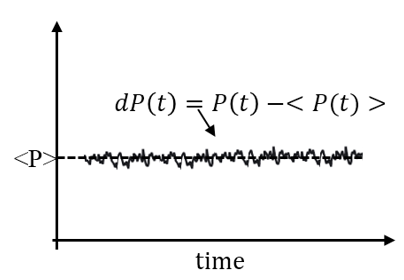 dP(t) = P(t) −< P(t) >
<P>
time